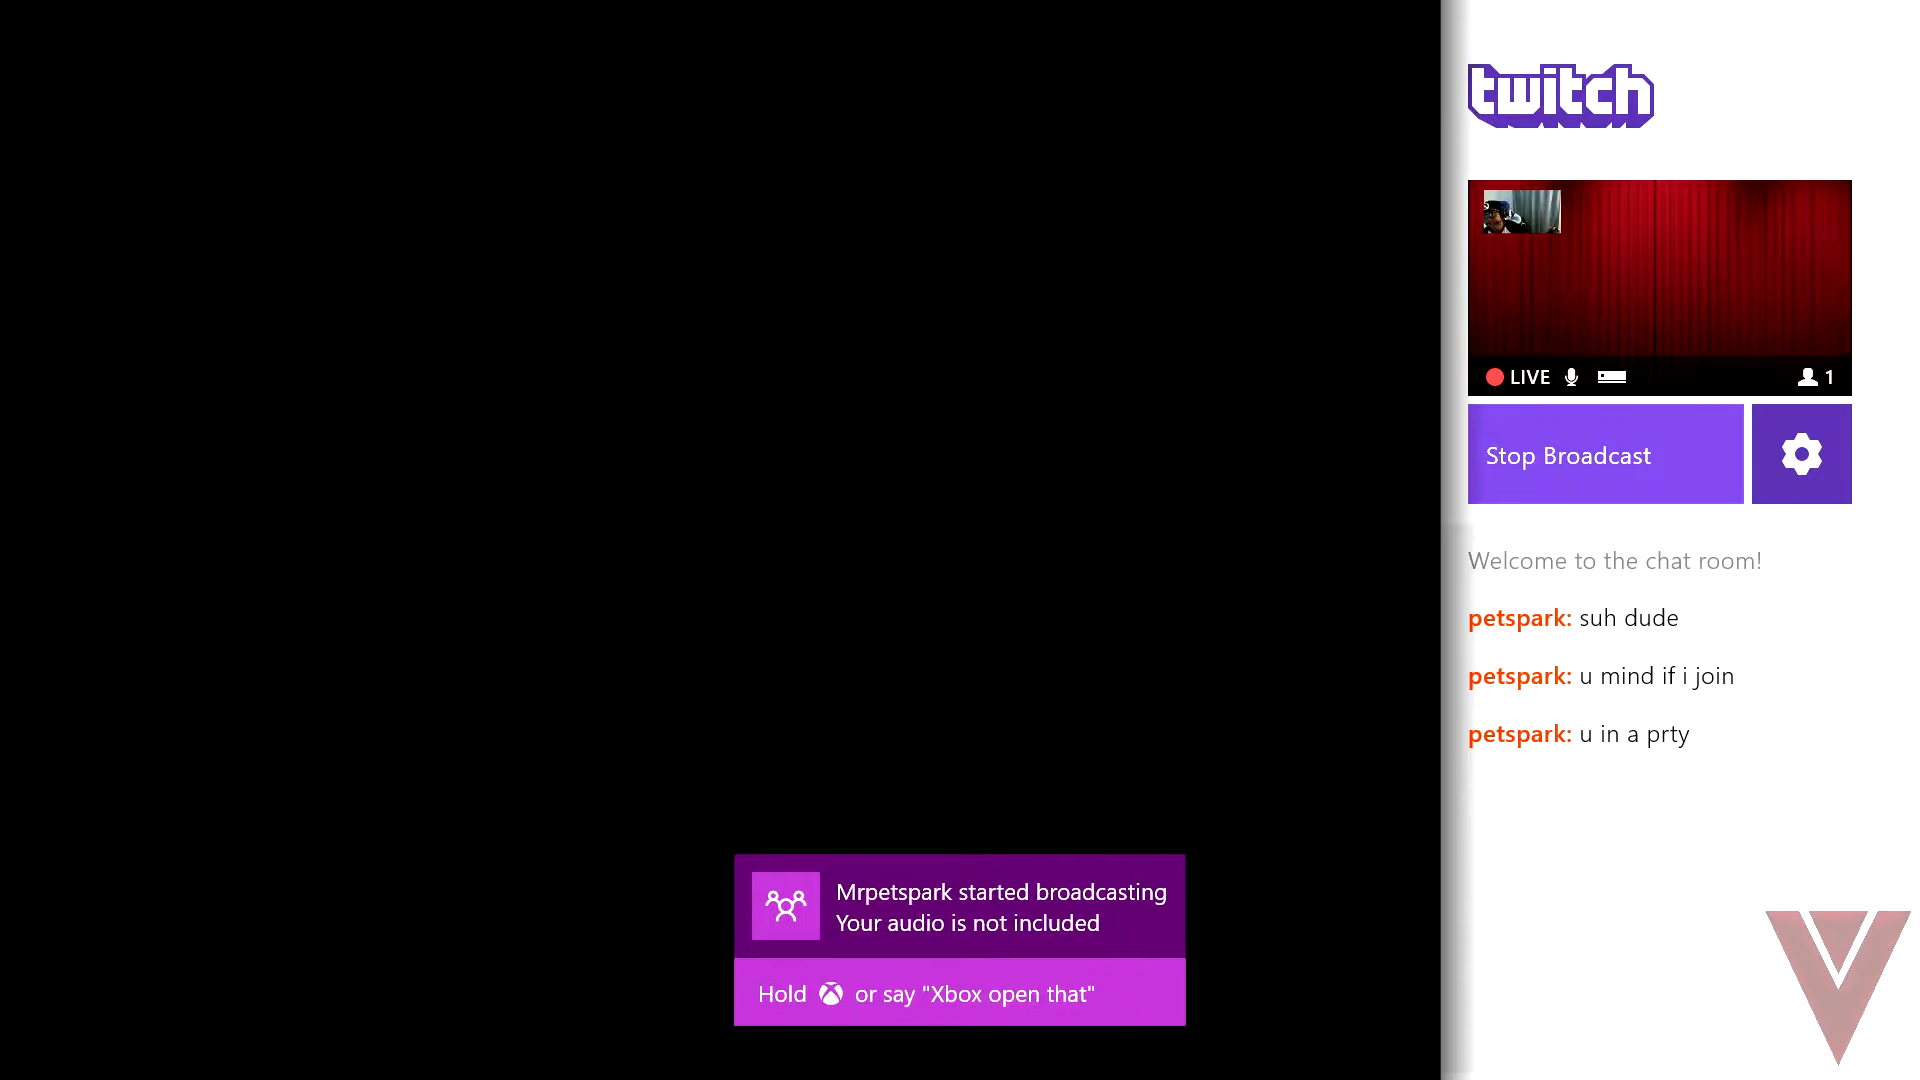 twitch
LIVE
1
Stop Broadcast
Welcome to the chat room!
petspark: suh dude
petspark: u mind if i join
petspark: u in a prty
Mrpetspark started broadcasting
Your audio is not included
Hold or say "Xbox open that"